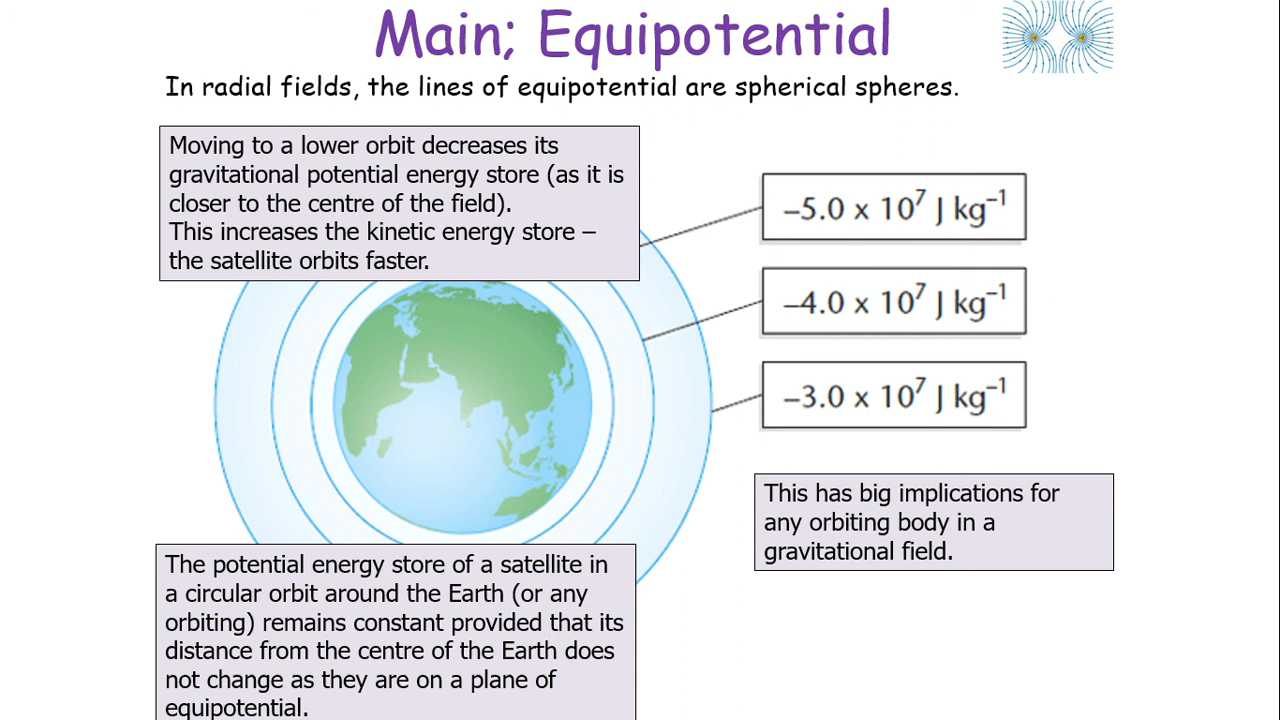 Main; Equipotential
In radial fields, the lines of equipotential are spherical spheres.
Moving to a lower orbit decreases its
gravitational potential energy store (as it is
closer to the centre of the field).
This increases the kinetic energy store –
the satellite orbits faster.
–5.0 x 10⁷ J kg⁻¹
–4.0 x 10⁷ J kg⁻¹
–3.0 x 10⁷ J kg⁻¹
This has big implications for
any orbiting body in a
gravitational field.
The potential energy store of a satellite in
a circular orbit around the Earth (or any
orbiting) remains constant provided that its
distance from the centre of the Earth does
not change as they are on a plane of
equipotential.